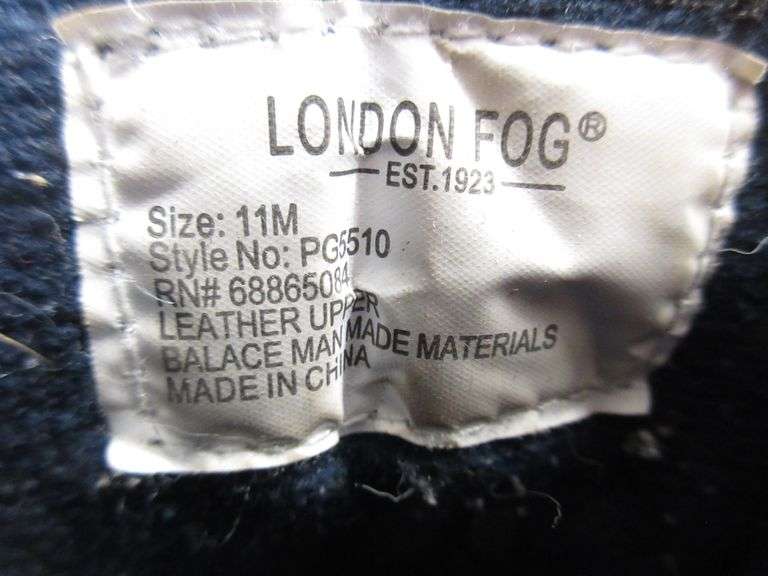 LONDON FOG®
EST.1923
Size: 11M
Style No: PG5510
RN# 68865084
LEATHER UPPER
BALACE MAN MADE MATERIALS
MADE IN CHINA